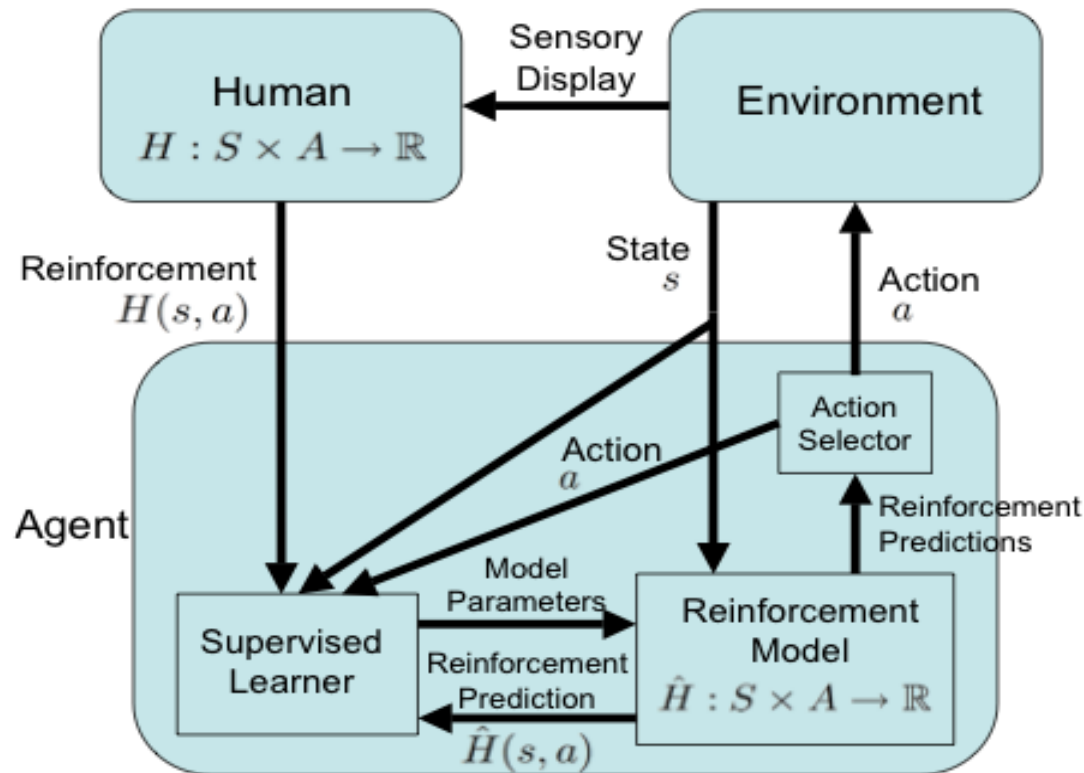 Human
H : S × A → ℝ
Sensory
Display
Environment
Reinforcement
H(s, a)
State
s
Action
a
Agent
Action
Selector
Action
a
Reinforcement
Predictions
Model
Parameters
Supervised
Learner
Reinforcement
Prediction
Ĥ(s, a)
Reinforcement
Model
Ĥ : S × A → ℝ